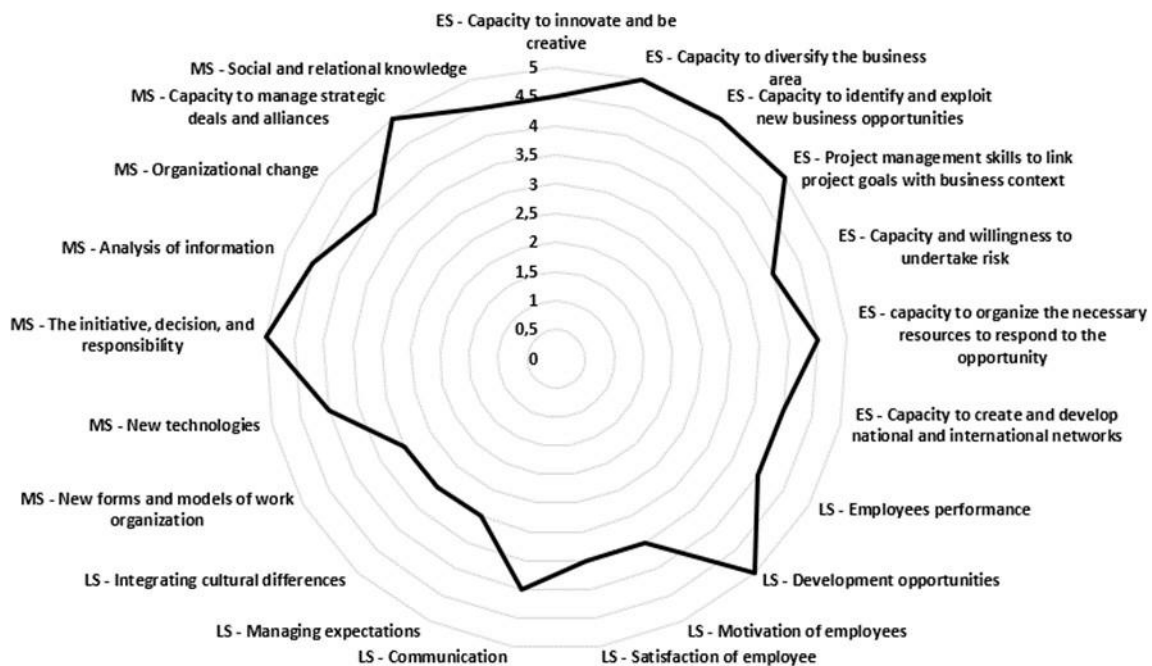 ES - Capacity to innovate and be
creative
ES - Capacity to diversify the business
area
ES - Capacity to identify and exploit
new business opportunities
ES - Project management skills to link
project goals with business context
ES - Capacity and willingness to
undertake risk
ES - capacity to organize the necessary
resources to respond to the
opportunity
ES - Capacity to create and develop
national and international networks
LS - Employees performance
LS - Development opportunities
LS - Motivation of employees
LS - Satisfaction of employee
LS - Communication
LS - Managing expectations
LS - Integrating cultural differences
MS - New forms and models of work
organization
MS - New technologies
MS - The initiative, decision, and
responsibility
MS - Analysis of information
MS - Organizational change
MS - Capacity to manage strategic
deals and alliances
MS - Social and relational knowledge
5
4,5
4
3,5
3
2,5
2
1,5
1
0,5
0